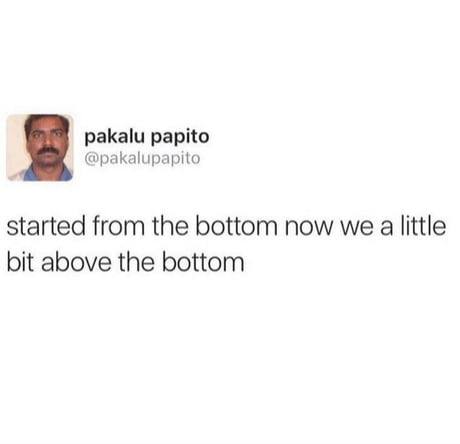 pakalu papito
@pakalupapito
started from the bottom now we a little
bit above the bottom